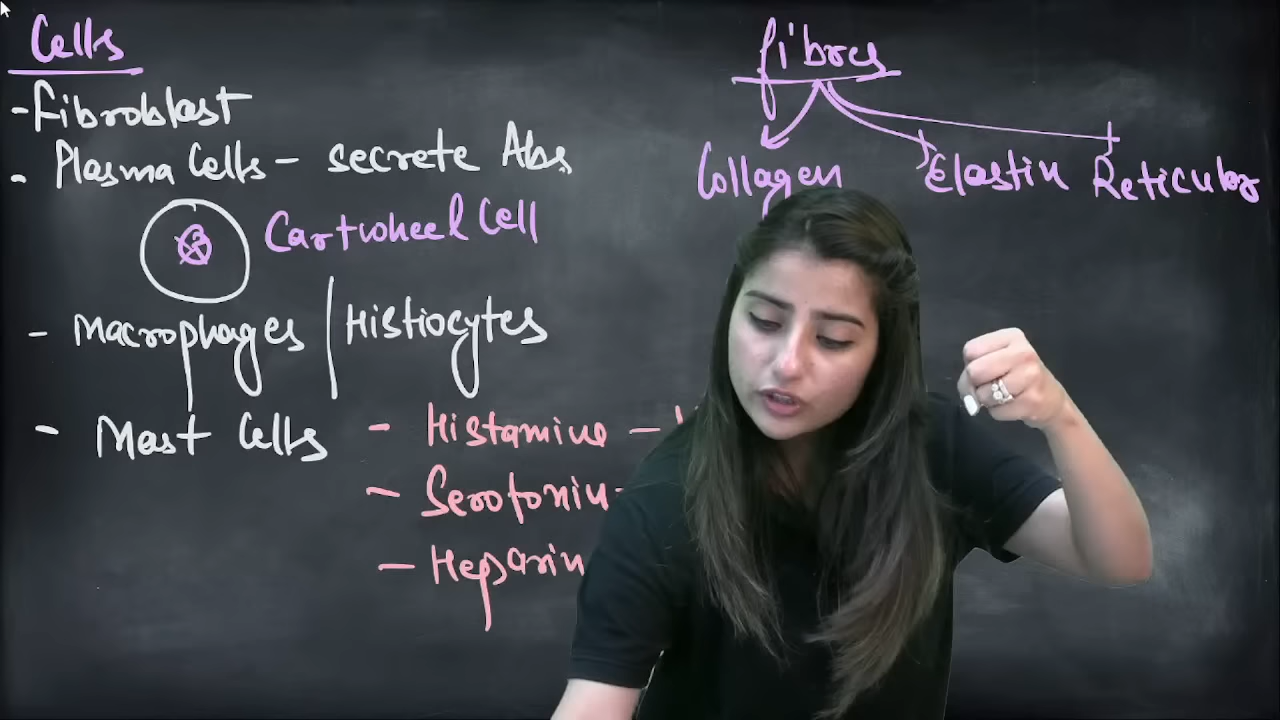 Cells
- Fibroblast
- Plasma Cells - secrete Abs
Cartwheel Cell
- Macrophages | Histiocytes
- Mast Cells - Histamine -
- Serotonin -
- Heparin
fibres
Collagen Elastin Reticular